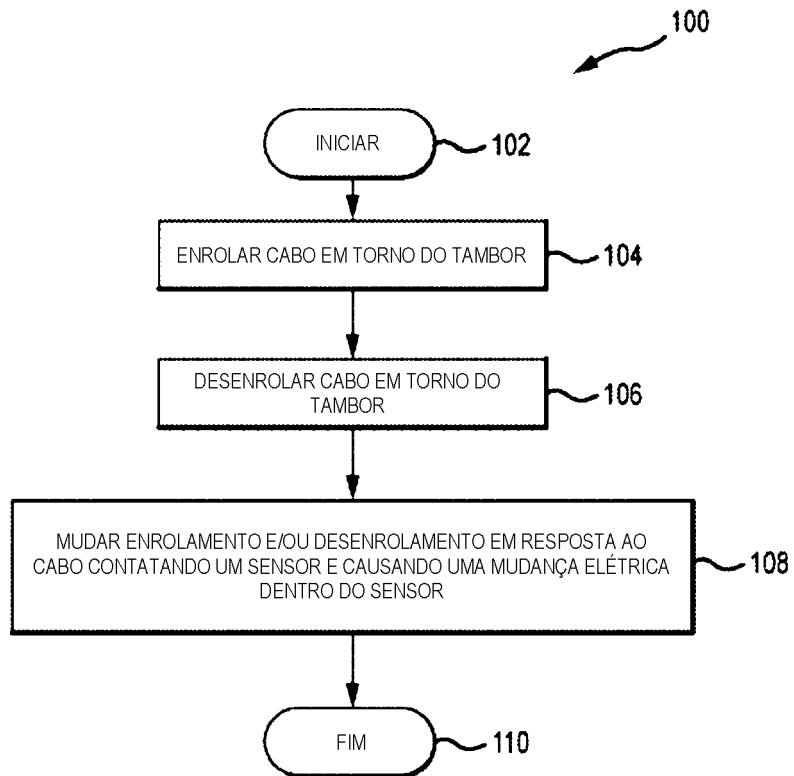 100
INICIAR
102
ENROLAR CABO EM TORNO DO TAMBOR
104
DESENROLAR CABO EM TORNO DO
TAMBOR
106
MUDAR ENROLAMENTO E/OU DESENROLAMENTO EM RESPOSTA AO
CABO CONTATANDO UM SENSOR E CAUSANDO UMA MUDANÇA ELÉTRICA
DENTRO DO SENSOR
108
FIM
110